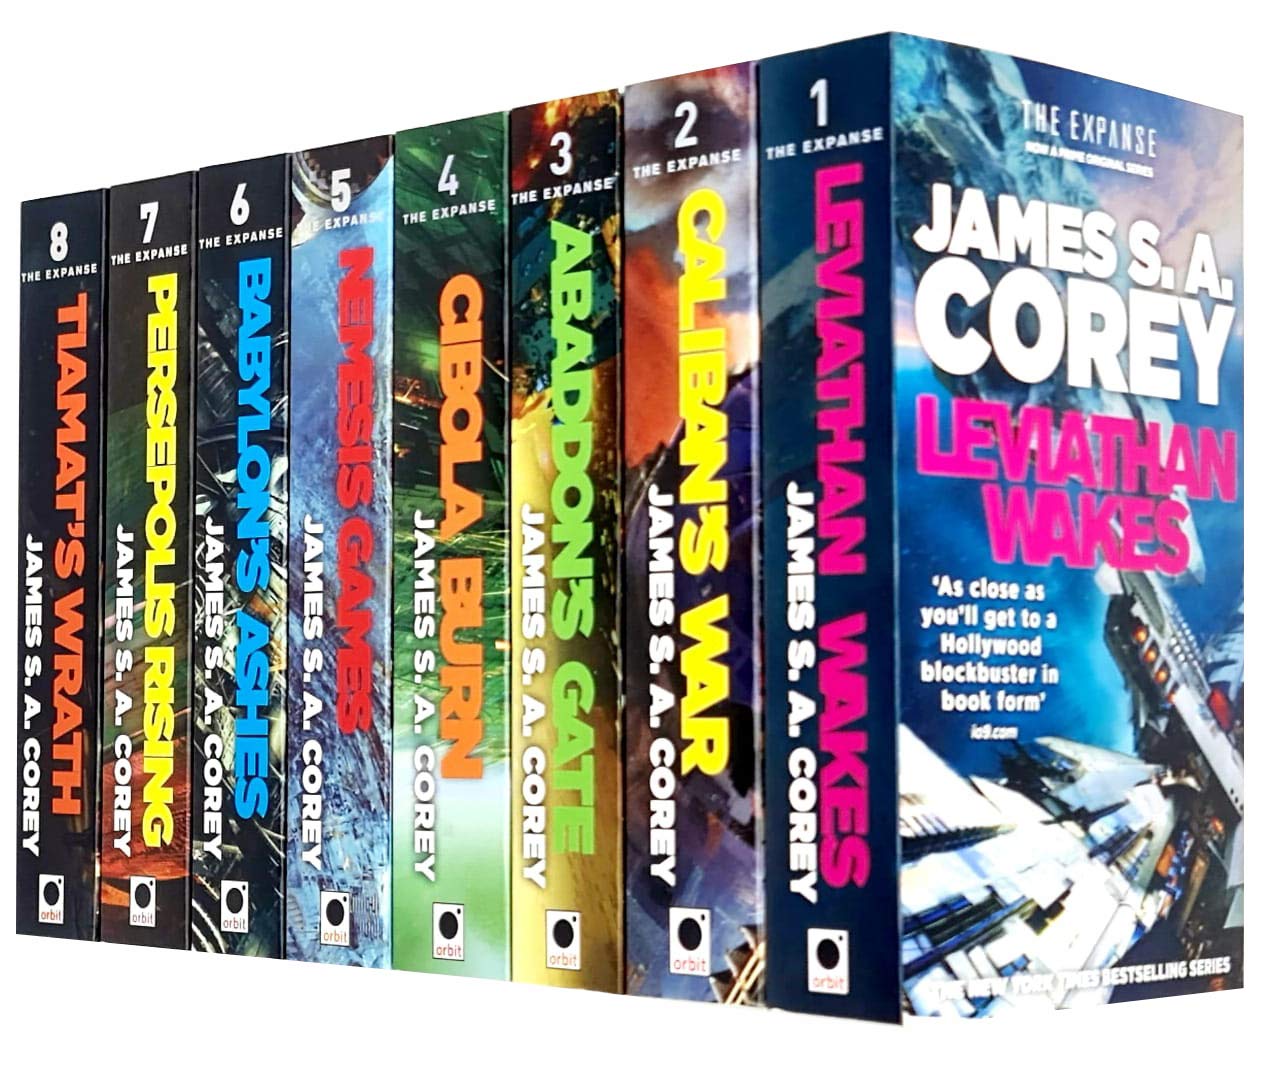 8
THE EXPANSE
TIAMAT'S WRATH
JAMES S. A. COREY
orbit
7
THE EXPANSE
PERSEPOLIS RISING
JAMES S. A. COREY
orbit
6
THE EXPANSE
BABYLON'S ASHES
JAMES S. A. COREY
orbit
5
THE EXPANSE
NEMESIS GAMES
JAMES S. A. COREY
orbit
4
THE EXPANSE
CIBOLA BURN
JAMES S. A. COREY
orbit
3
THE EXPANSE
ABADDON'S GATE
JAMES S. A. COREY
orbit
2
THE EXPANSE
CALIBAN'S WAR
JAMES S. A. COREY
orbit
1
THE EXPANSE
LEVIATHAN WAKES
JAMES S. A. COREY
orbit
THE EXPANSE
NOW A PRIME ORIGINAL SERIES
JAMES S. A.
COREY
LEVIATHAN
WAKES
'As close as
you'll get to a
Hollywood
blockbuster in
book form'
io9.com
THE NEW YORK TIMES BESTSELLING SERIES